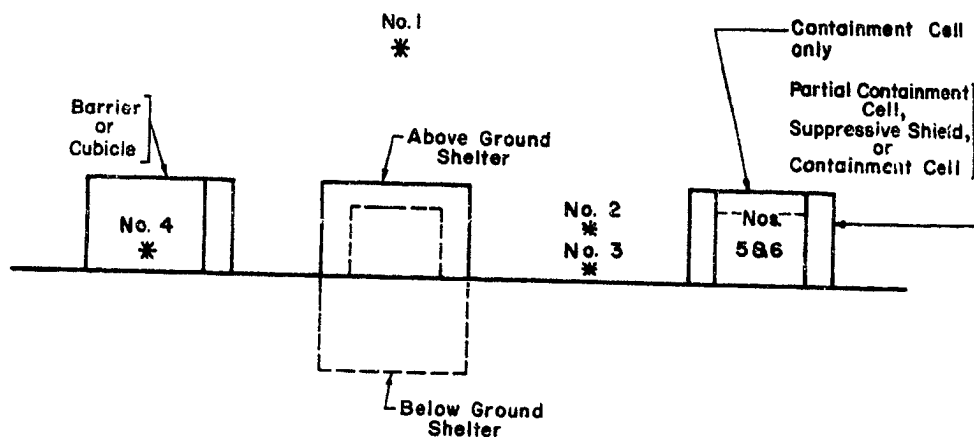 No. 1
Containment Cell
only
Partial Containment
Cell,
Suppressive Shield,
or
Containment Cell
Barrier
or
Cubicle
Above Ground
Shelter
No. 4
No. 2
No. 3
Nos.
5&6
Below Ground
Shelter